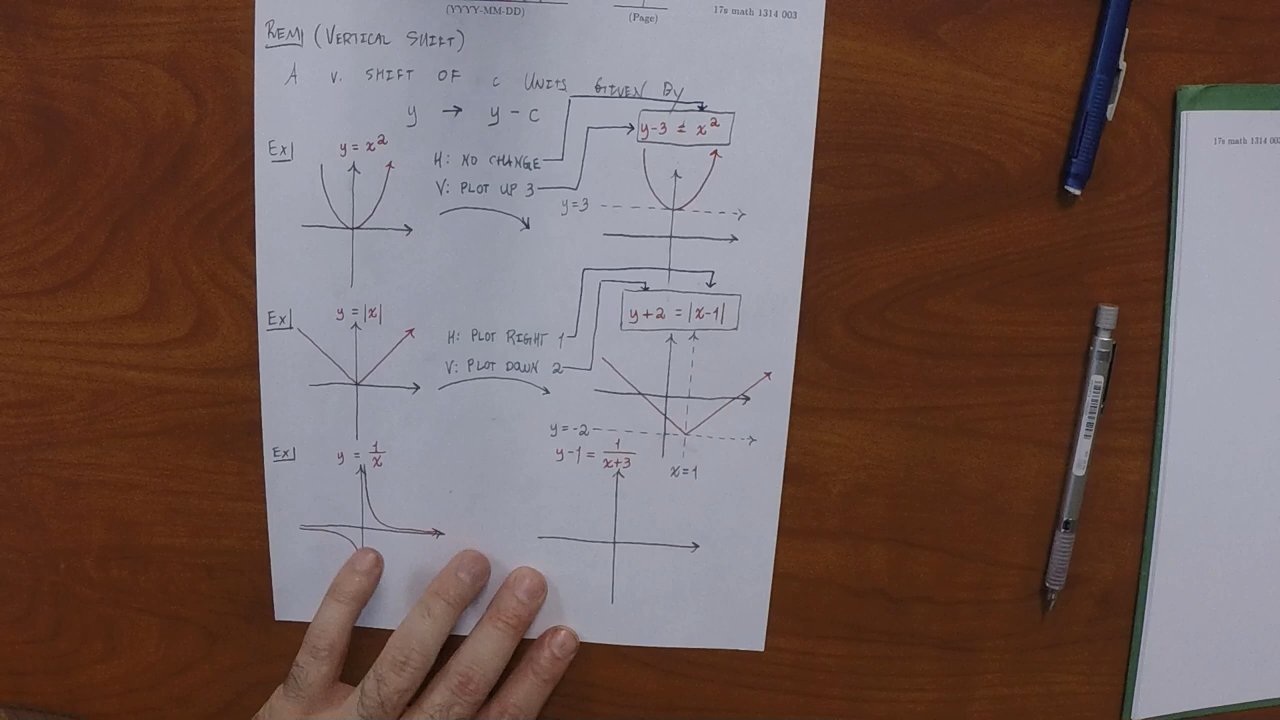 (YYYY-MM-DD)
(Page)
17s math 1314 003
REM (VERTICAL SHIFT)
A V. SHIFT OF c UNITS GIVEN BY
y → y - c
Ex
y = x²
H: NO CHANGE
V: PLOT UP 3
y-3 = x²
y=3
Ex
y = |x|
H: PLOT RIGHT 1
V: PLOT DOWN 2
y+2 = |x-1|
y=-2
x=1
Ex
y = 1/x
y-1 = 1/(x+3)
17s math 1314 003